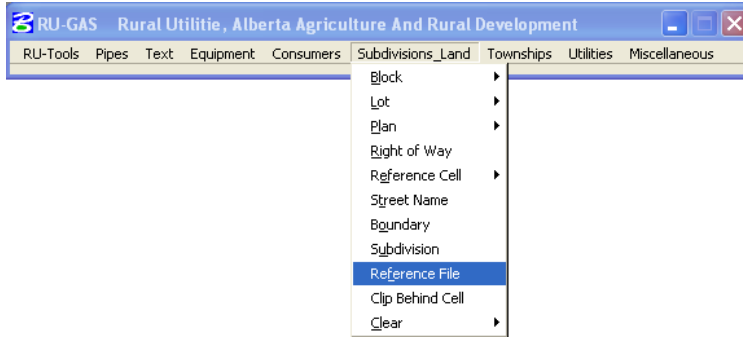 RU-GAS Rural Utilitie, Alberta Agriculture And Rural Development
RU-Tools Pipes Text Equipment Consumers Subdivisions_Land Townships Utilities Miscellaneous
Block
Lot
Plan
Right of Way
Reference Cell
Street Name
Boundary
Subdivision
Reference File
Clip Behind Cell
Clear